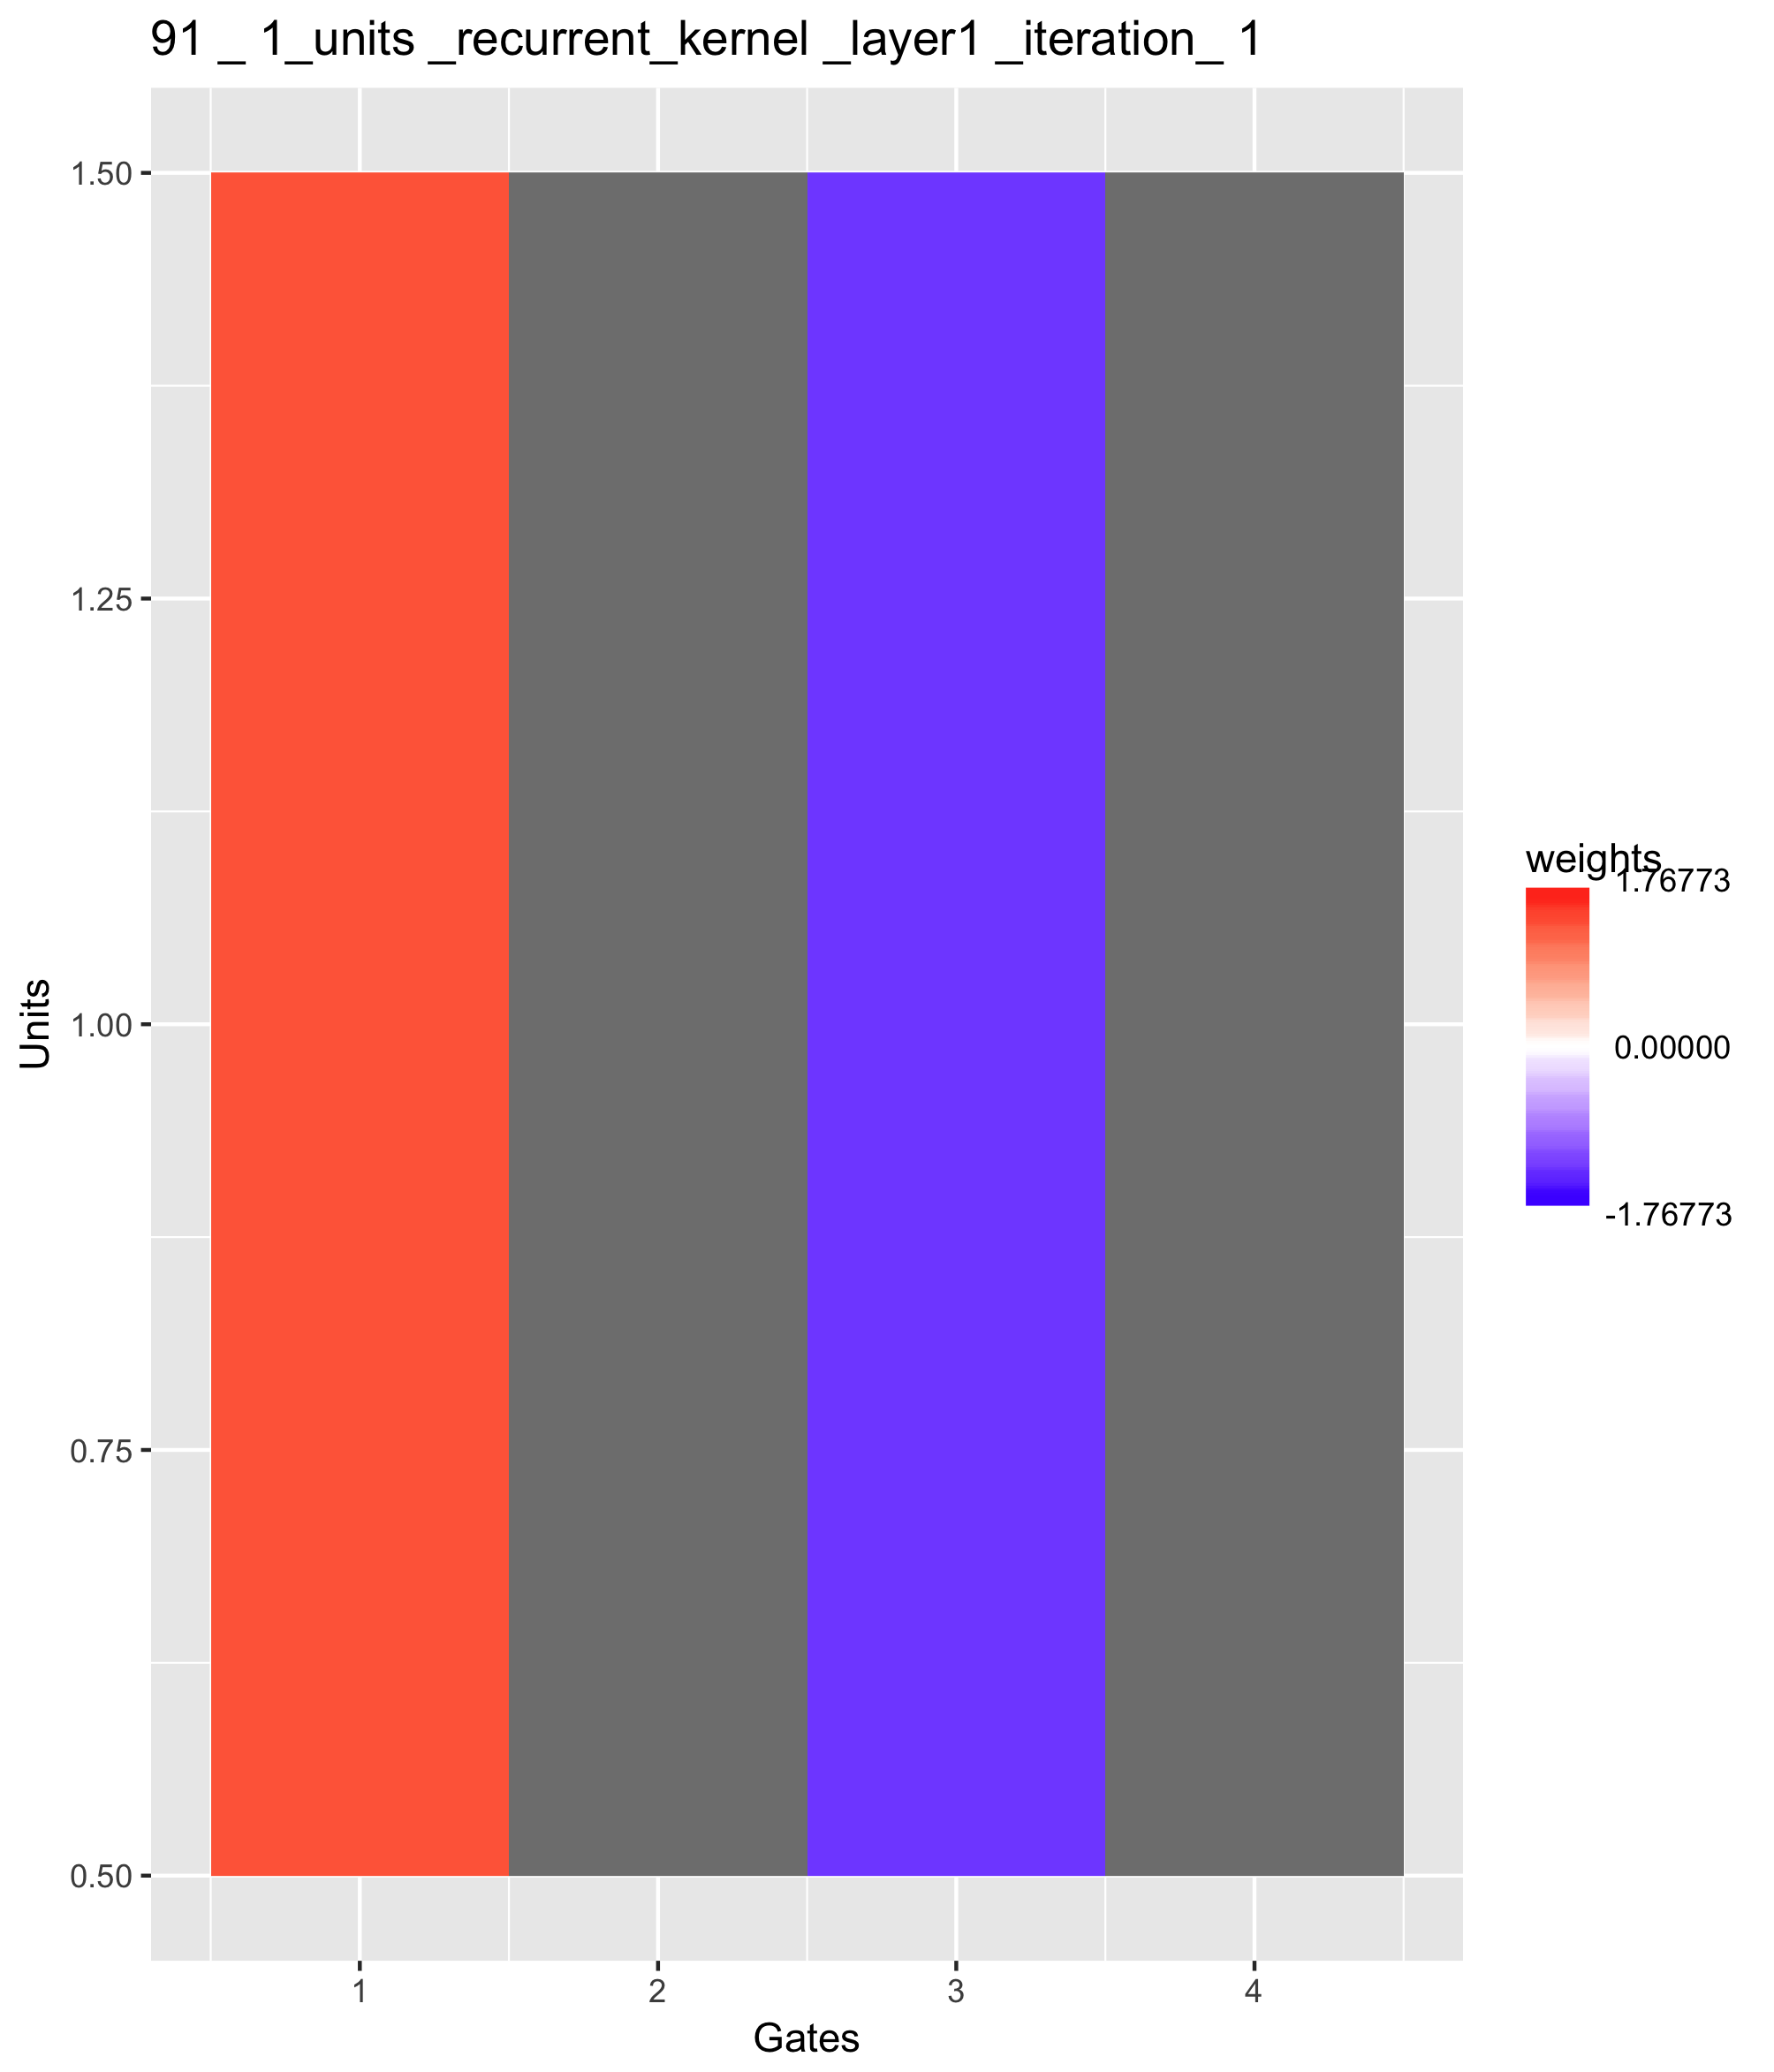 91 _ 1_units _recurrent_kernel _layer1 _iteration_ 1
1.50
1.25
1.00
0.75
0.50
Units
1 2 3 4
Gates
weights
1.76773
0.00000
-1.76773